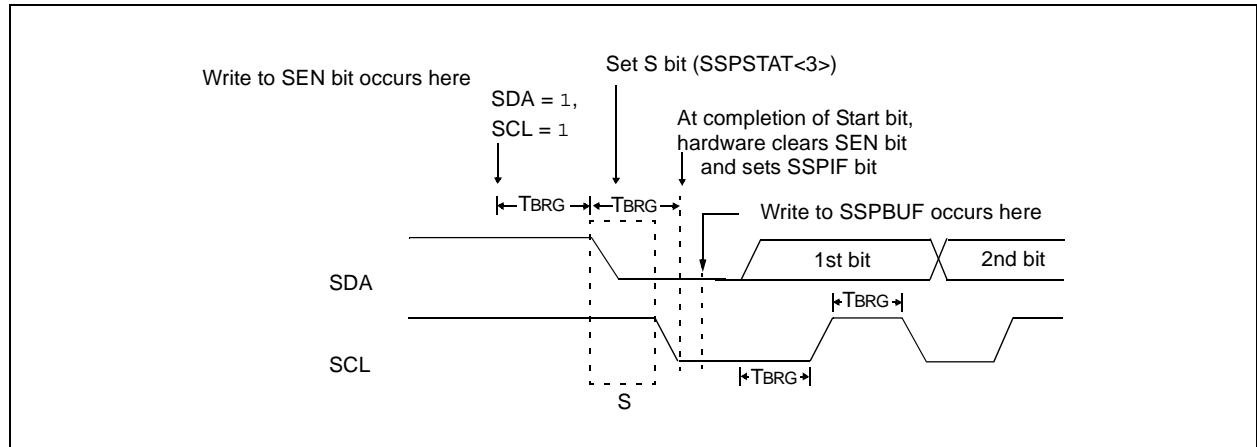 Write to SEN bit occurs here
Set S bit (SSPSTAT<3>)
SDA = 1,
SCL = 1
At completion of Start bit,
hardware clears SEN bit
and sets SSPIF bit
TBRG
TBRG
Write to SSPBUF occurs here
SDA
1st bit
2nd bit
TBRG
SCL
TBRG
S